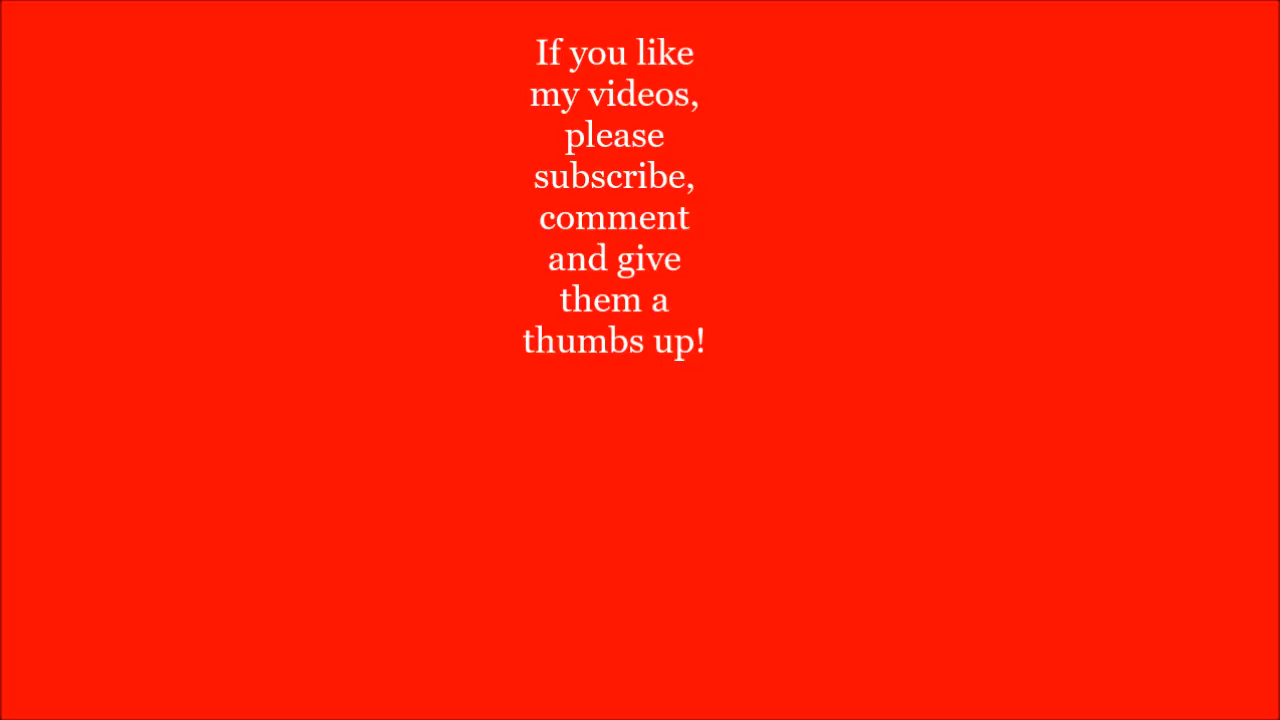 If you like
my videos,
please
subscribe,
comment
and give
them a
thumbs up!